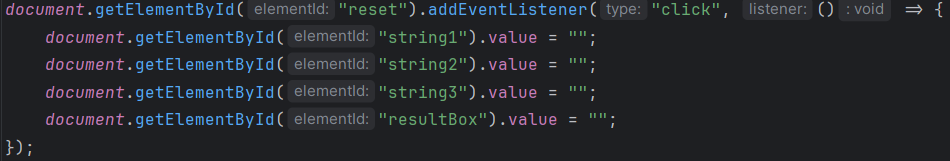 document.getElementById( elementId: "reset").addEventListener( type: "click", listener: () : void => {
    document.getElementById( elementId: "string1").value = "";
    document.getElementById( elementId: "string2").value = "";
    document.getElementById( elementId: "string3").value = "";
    document.getElementById( elementId: "resultBox").value = "";
});